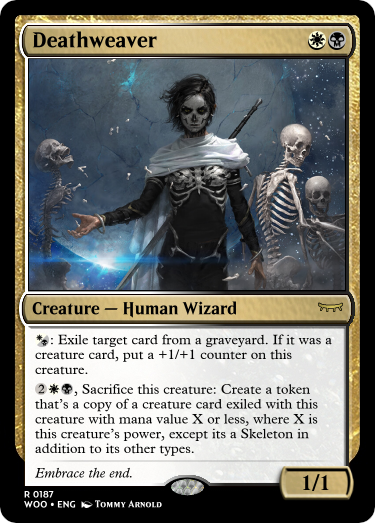 Deathweaver
Creature — Human Wizard
: Exile target card from a graveyard. If it was a
creature card, put a +1/+1 counter on this
creature.
2, Sacrifice this creature: Create a token
that's a copy of a creature card exiled with this
creature with mana value X or less, where X is
this creature's power, except its a Skeleton in
addition to its other types.
Embrace the end.
1/1
R 0187
WOO • ENG Tommy Arnold